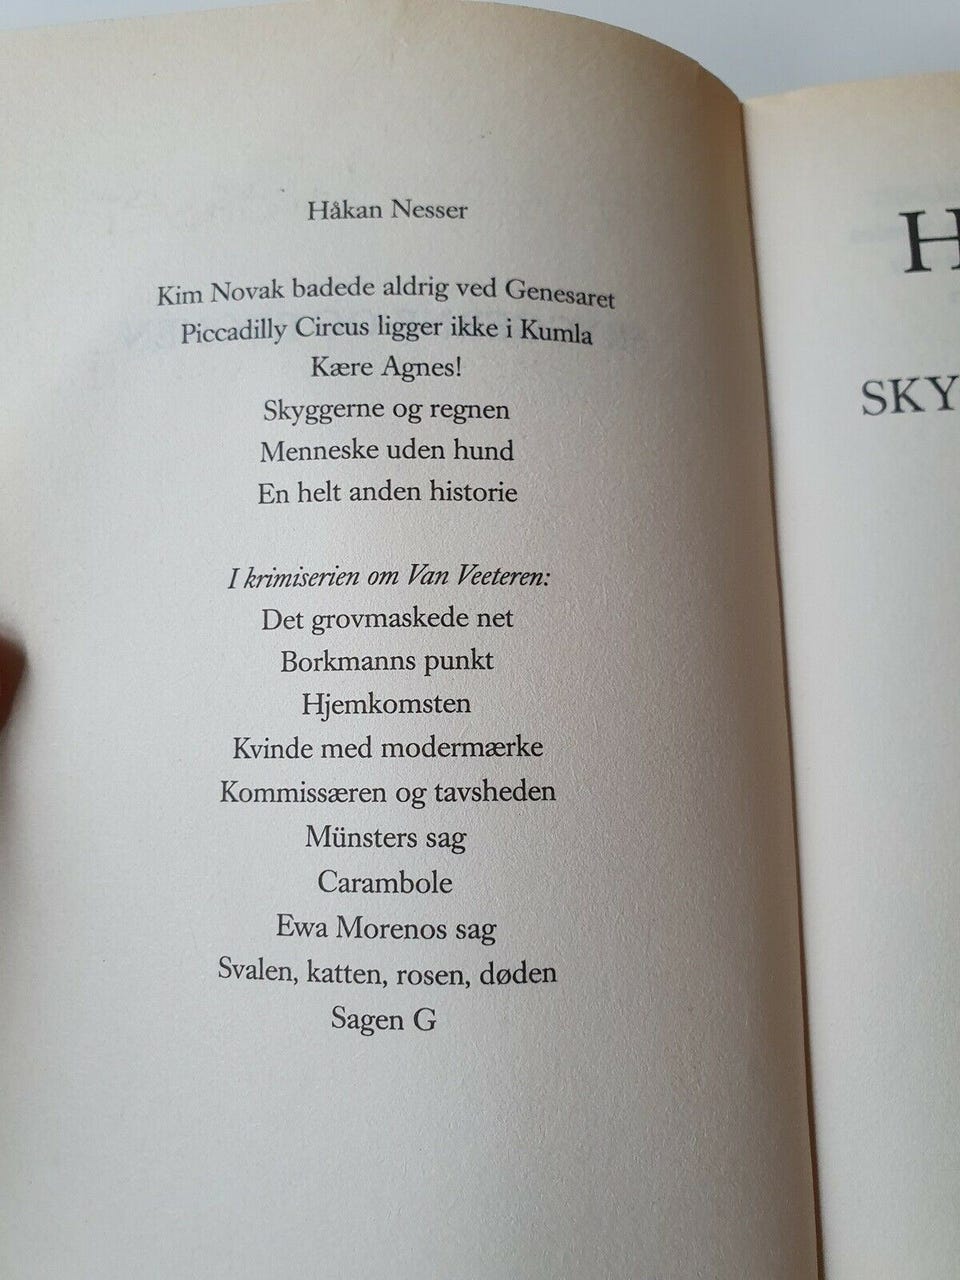 Håkan Nesser
Kim Novak badede aldrig ved Genesaret
Piccadilly Circus ligger ikke i Kumla
Kære Agnes!
Skyggerne og regnen
Menneske uden hund
En helt anden historie
I krimiserien om Van Veeteren:
Det grovmaskede net
Borkmanns punkt
Hjemkomsten
Kvinde med modermærke
Kommissæren og tavsheden
Münsters sag
Carambole
Ewa Morenos sag
Svalen, katten, rosen, døden
Sagen G
H
SKY